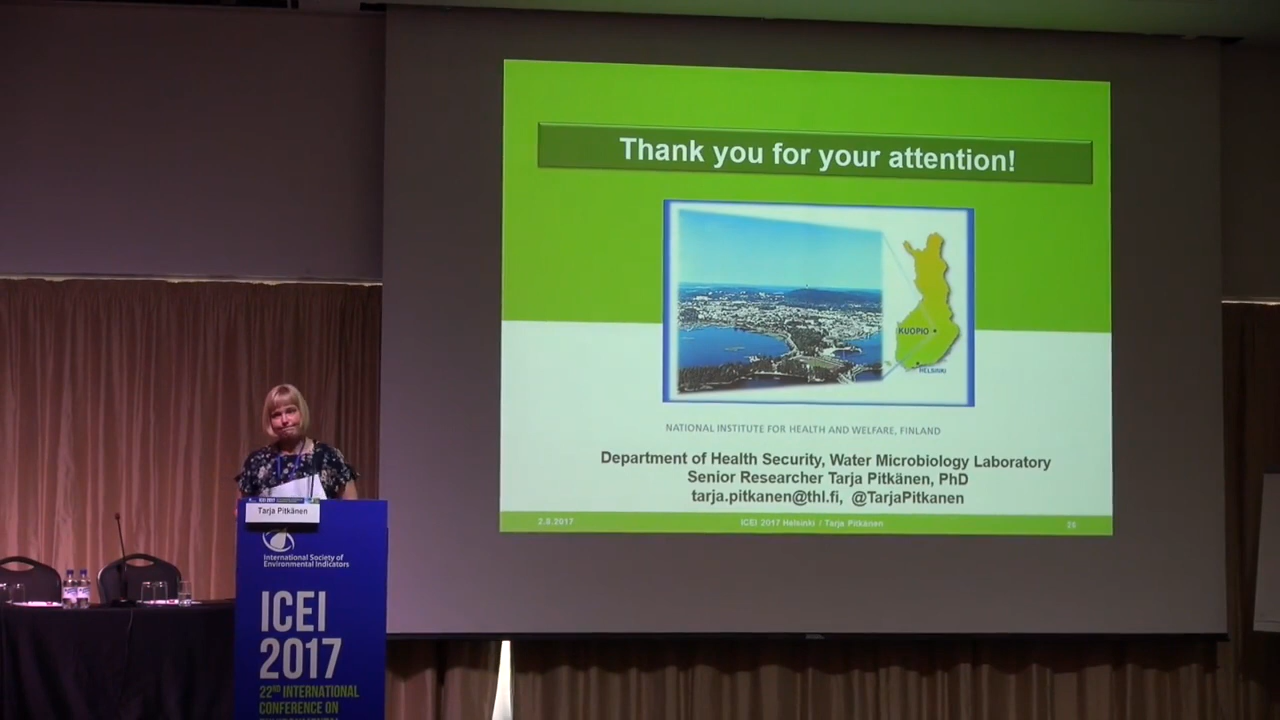 Thank you for your attention!
KUOPIO
HELSINKI
NATIONAL INSTITUTE FOR HEALTH AND WELFARE, FINLAND
Department of Health Security, Water Microbiology Laboratory
Senior Researcher Tarja Pitkänen, PhD
tarja.pitkanen@thl.fi, @TarjaPitkanen
2.8.2017
ICEI 2017 Helsinki / Tarja Pitkänen
ICEI 2017
Tarja Pitkänen
International Society of
Environmental Indicators
ICEI
2017
22ND INTERNATIONAL
CONFERENCE ON